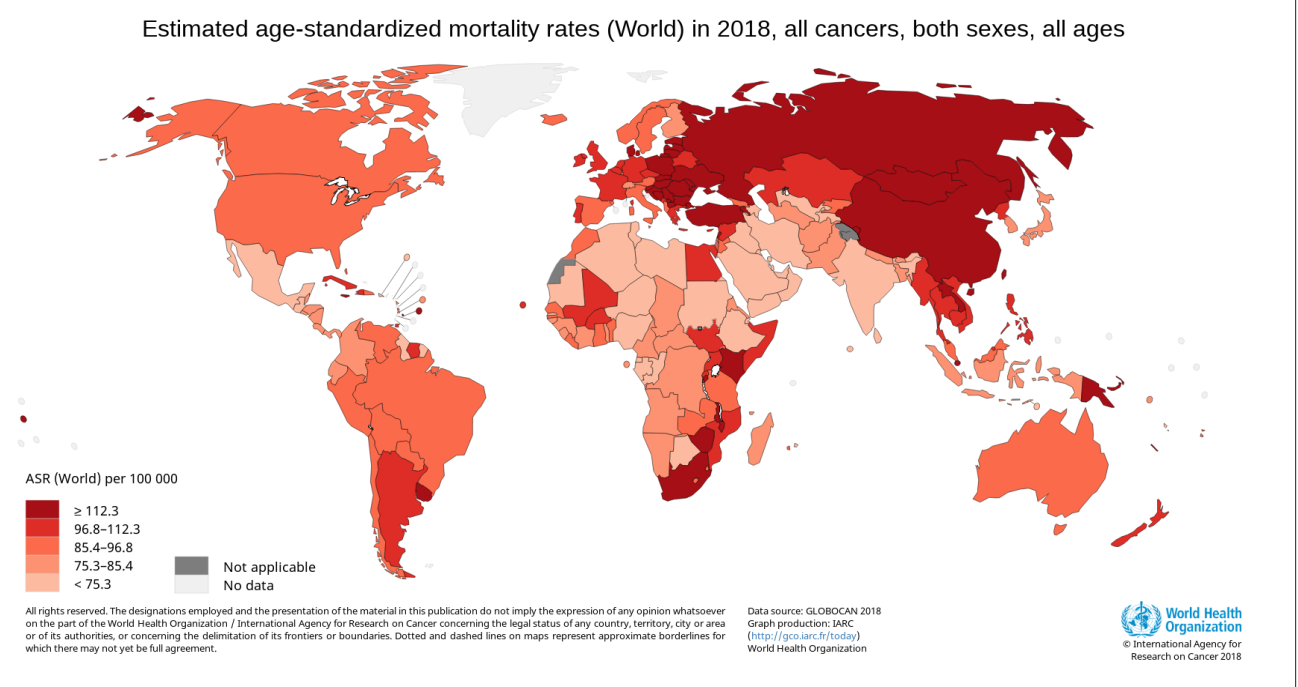 Estimated age-standardized mortality rates (World) in 2018, all cancers, both sexes, all ages
ASR (World) per 100 000
≥ 112.3
96.8–112.3
85.4–96.8
75.3–85.4
< 75.3
Not applicable
No data
All rights reserved. The designations employed and the presentation of the material in this publication do not imply the expression of any opinion whatsoever
on the part of the World Health Organization / International Agency for Research on Cancer concerning the legal status of any country, territory, city or area
or of its authorities, or concerning the delimitation of its frontiers or boundaries. Dotted and dashed lines on maps represent approximate borderlines for
which there may not yet be full agreement.
Data source: GLOBOCAN 2018
Graph production: IARC
(http://gco.iarc.fr/today)
World Health Organization
World Health
Organization
© International Agency for
Research on Cancer 2018